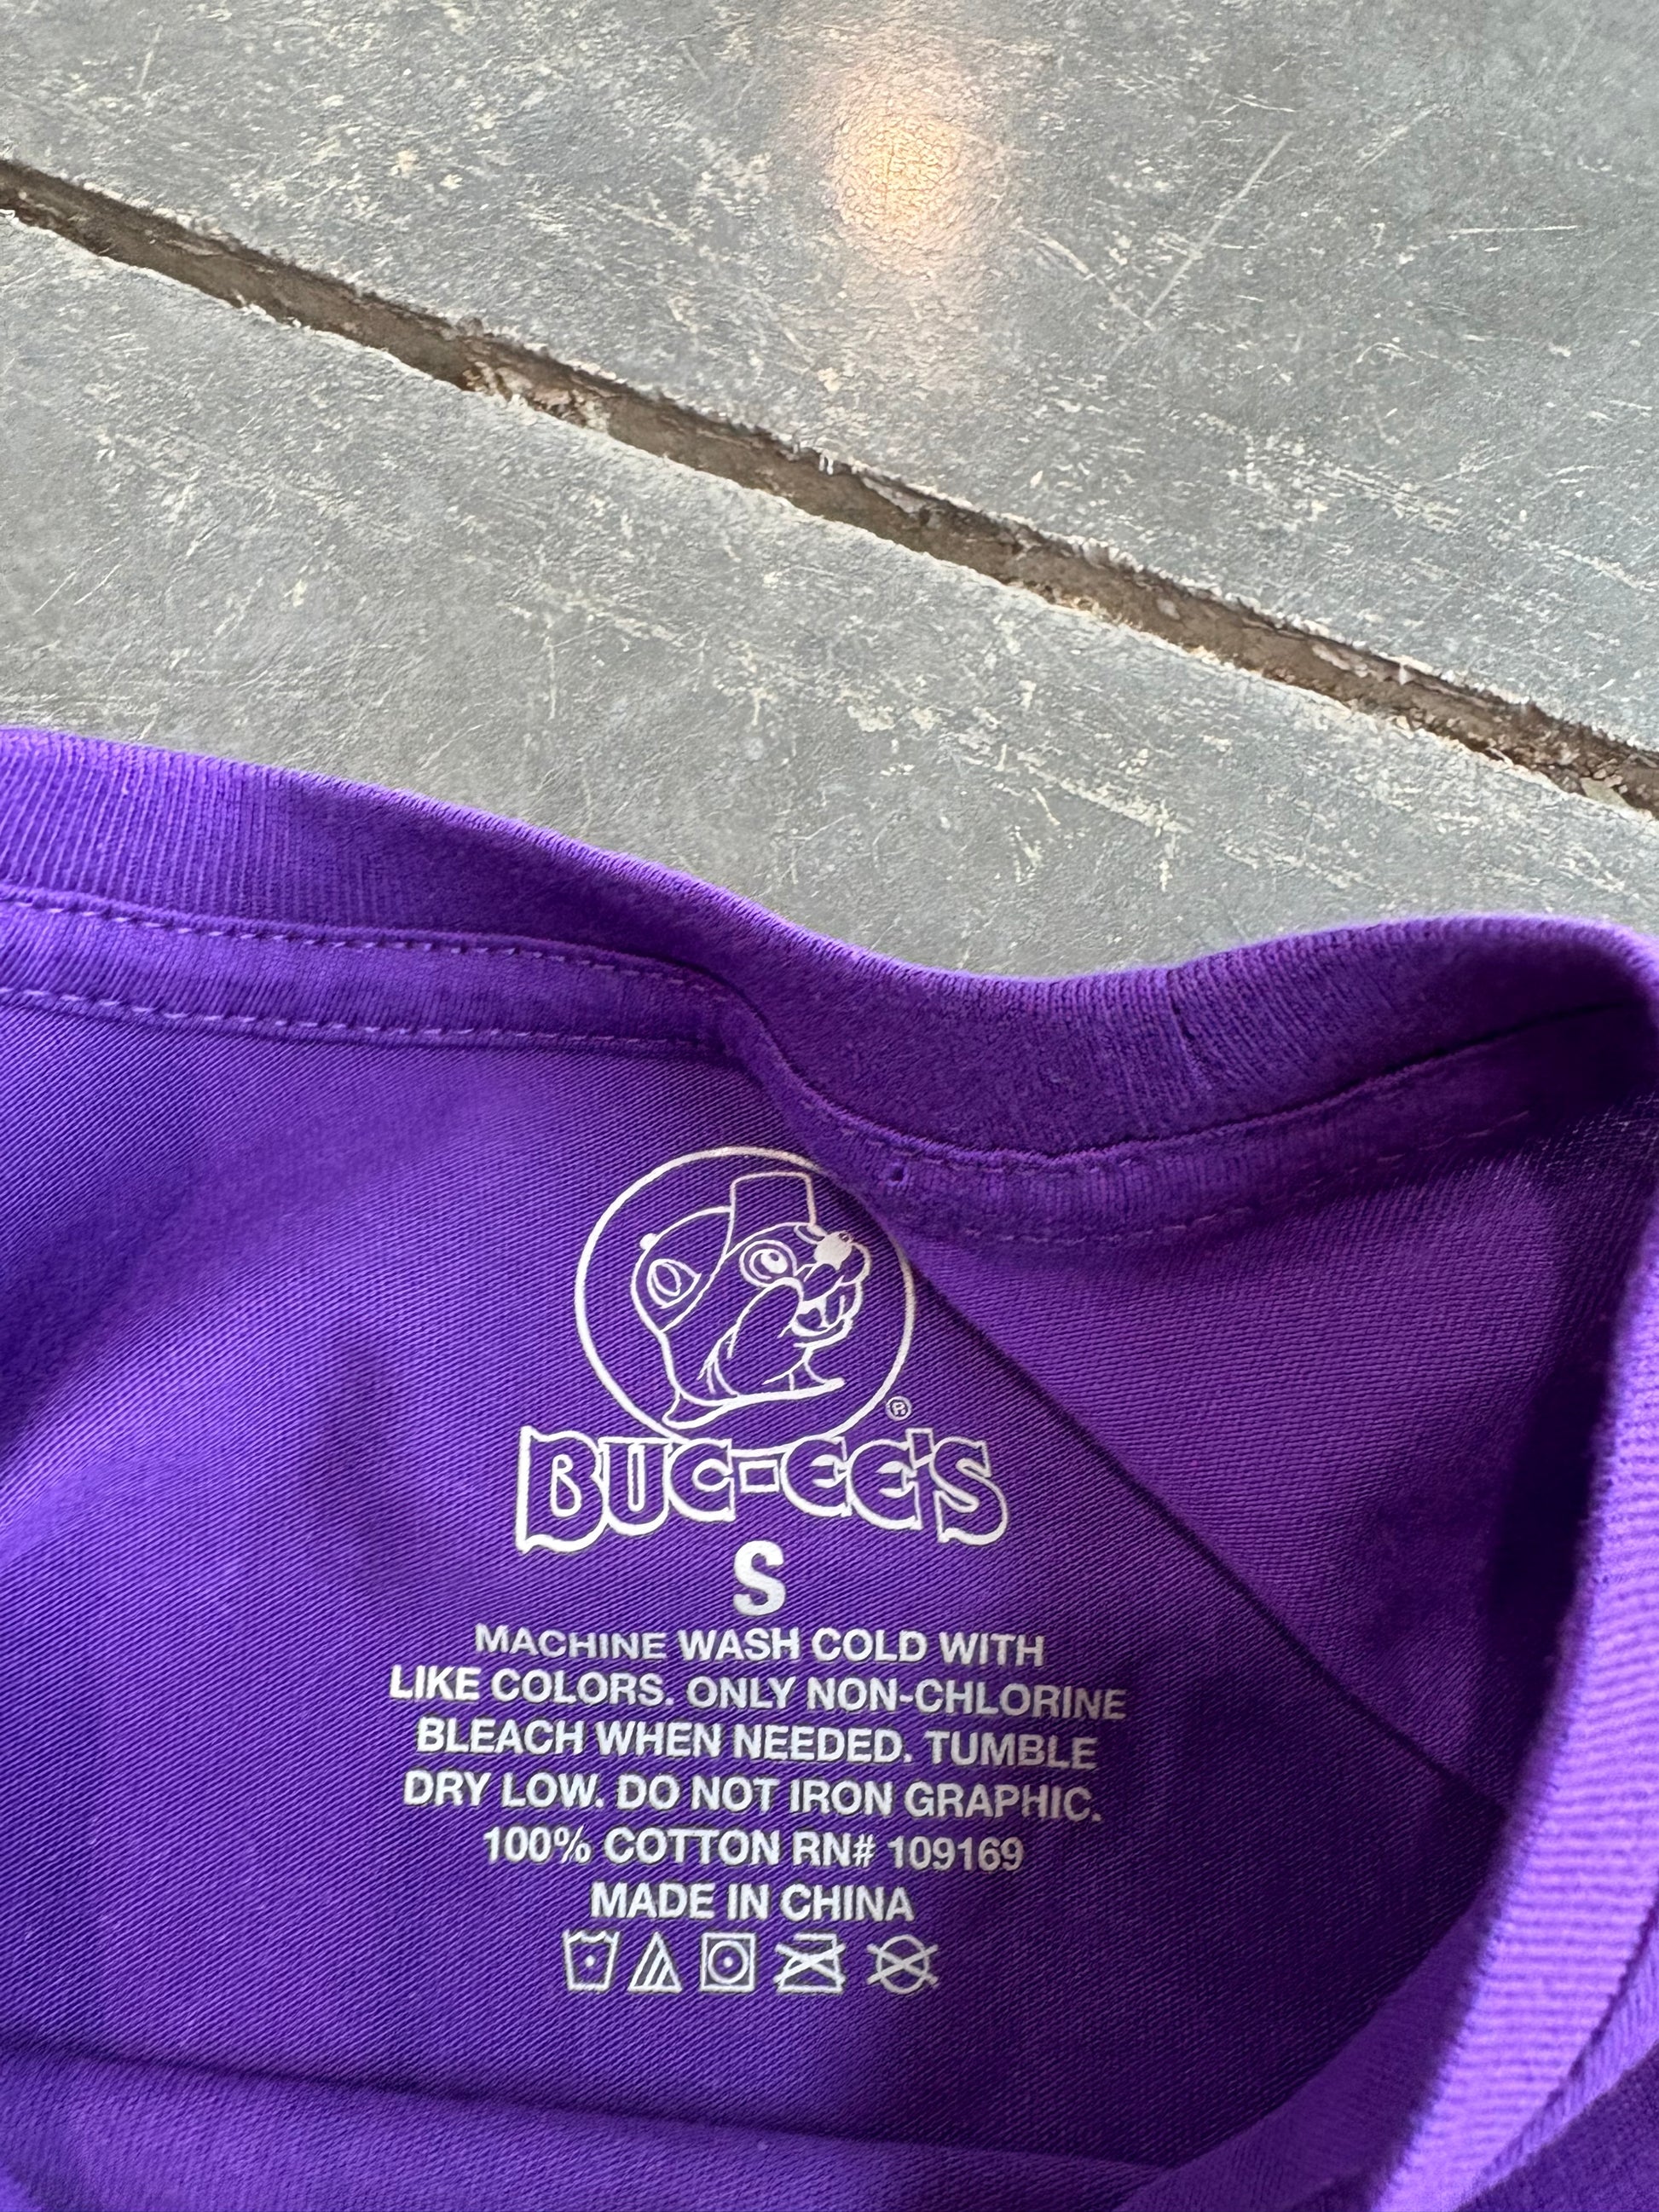 ®
BUC-EE'S
S
MACHINE WASH COLD WITH
LIKE COLORS. ONLY NON-CHLORINE
BLEACH WHEN NEEDED. TUMBLE
DRY LOW. DO NOT IRON GRAPHIC.
100% COTTON RN# 109169
MADE IN CHINA